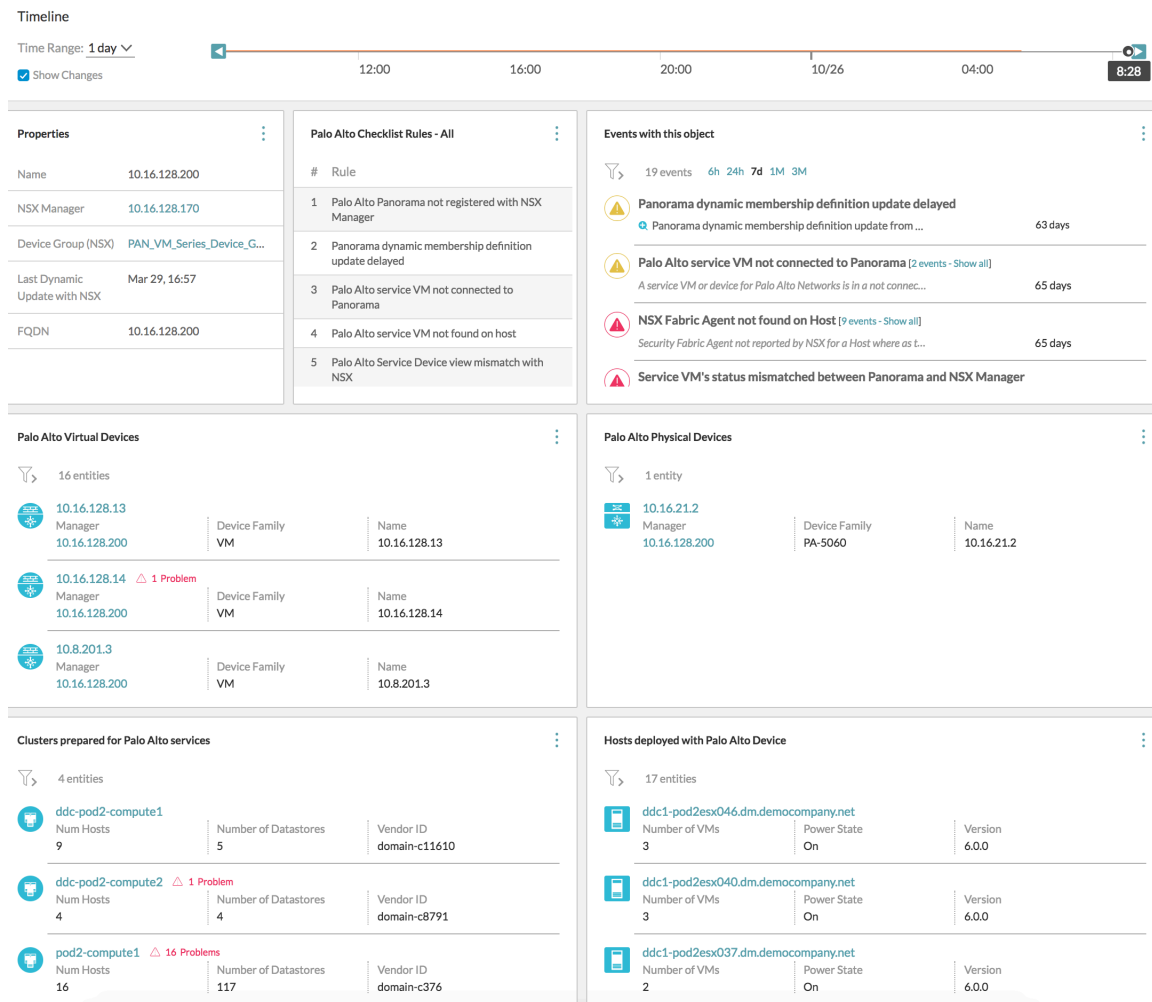 Timeline
Time Range: 1 day
Show Changes
12:00 16:00 20:00 10/26 04:00 8:28
Properties
Name 10.16.128.200
NSX Manager 10.16.128.170
Device Group (NSX) PAN_VM_Series_Device_G...
Last Dynamic Mar 29, 16:57
Update with NSX
FQDN 10.16.128.200
Palo Alto Checklist Rules - All
# Rule
1 Palo Alto Panorama not registered with NSX
Manager
2 Panorama dynamic membership definition
update delayed
3 Palo Alto service VM not connected to
Panorama
4 Palo Alto service VM not found on host
5 Palo Alto Service Device view mismatch with
NSX
Events with this object
19 events 6h 24h 7d 1M 3M
Panorama dynamic membership definition update delayed
Panorama dynamic membership definition update from ... 63 days
Palo Alto service VM not connected to Panorama [2 events - Show all]
A service VM or device for Palo Alto Networks is in a not connec... 65 days
NSX Fabric Agent not found on Host [9 events - Show all]
Security Fabric Agent not reported by NSX for a Host where as t... 65 days
Service VM's status mismatched between Panorama and NSX Manager
Palo Alto Virtual Devices
16 entities
10.16.128.13
Manager Device Family Name
10.16.128.200 VM 10.16.128.13
10.16.128.14 1 Problem
Manager Device Family Name
10.16.128.200 VM 10.16.128.14
10.8.201.3
Manager Device Family Name
10.16.128.200 VM 10.8.201.3
Palo Alto Physical Devices
1 entity
10.16.21.2
Manager Device Family Name
10.16.128.200 PA-5060 10.16.21.2
Clusters prepared for Palo Alto services
4 entities
ddc-pod2-compute1
Num Hosts Number of Datastores Vendor ID
9 5 domain-c11610
ddc-pod2-compute2 1 Problem
Num Hosts Number of Datastores Vendor ID
4 4 domain-c8791
pod2-compute1 16 Problems
Num Hosts Number of Datastores Vendor ID
16 117 domain-c376
Hosts deployed with Palo Alto Device
17 entities
ddc1-pod2esx046.dm.democompany.net
Number of VMs Power State Version
3 On 6.0.0
ddc1-pod2esx040.dm.democompany.net
Number of VMs Power State Version
3 On 6.0.0
ddc1-pod2esx037.dm.democompany.net
Number of VMs Power State Version
2 On 6.0.0